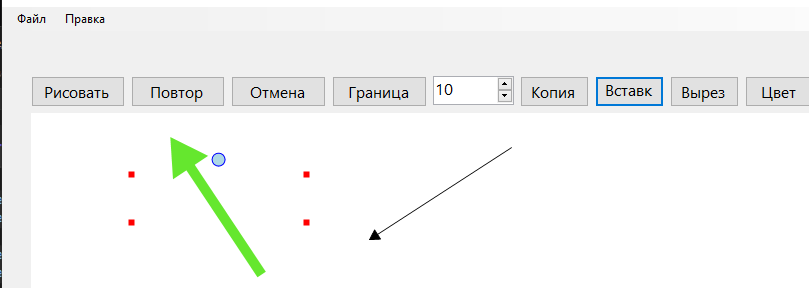 Файл Правка
Рисовать Повтор Отмена Граница 10 Копия Вставк Вырез Цвет